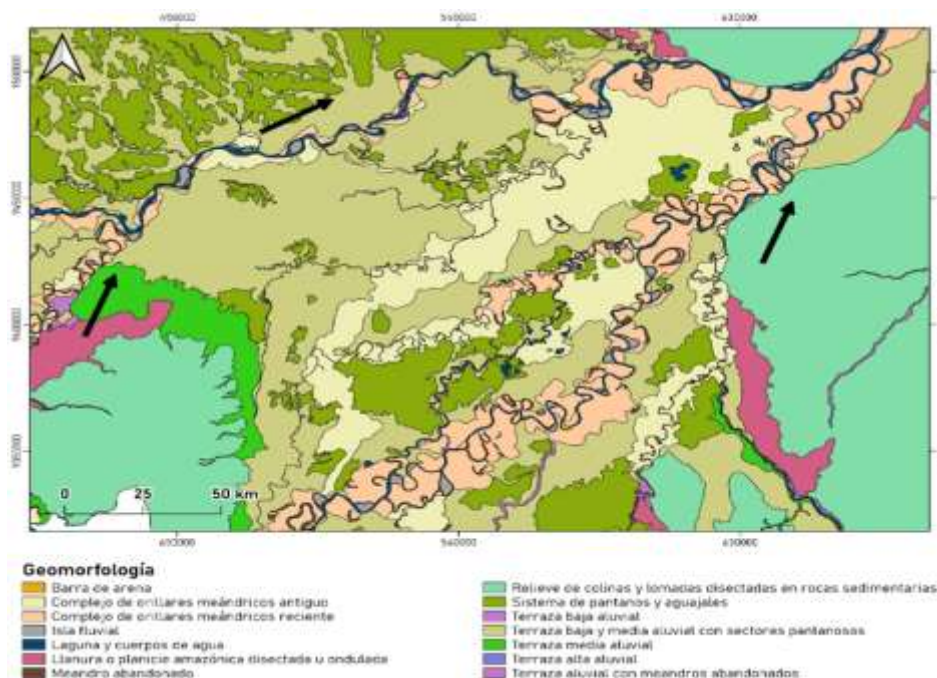 0 25 50 km
Geomorfología
Barra de arena
Complejo de orillares meándricos antiguo
Complejo de orillares meándricos reciente
Isla fluvial
Laguna y cuerpos de agua
Llanura o planicie amazónica disectada u ondulada
Meandro abandonado
Relieve de colinas y lomadas disectadas en rocas sedimentarias
Sistema de pantanos y aguajales
Terraza baja aluvial
Terraza baja y media aluvial con sectores pantanosos
Terraza media aluvial
Terraza alta aluvial
Terraza aluvial con meandros abandonados